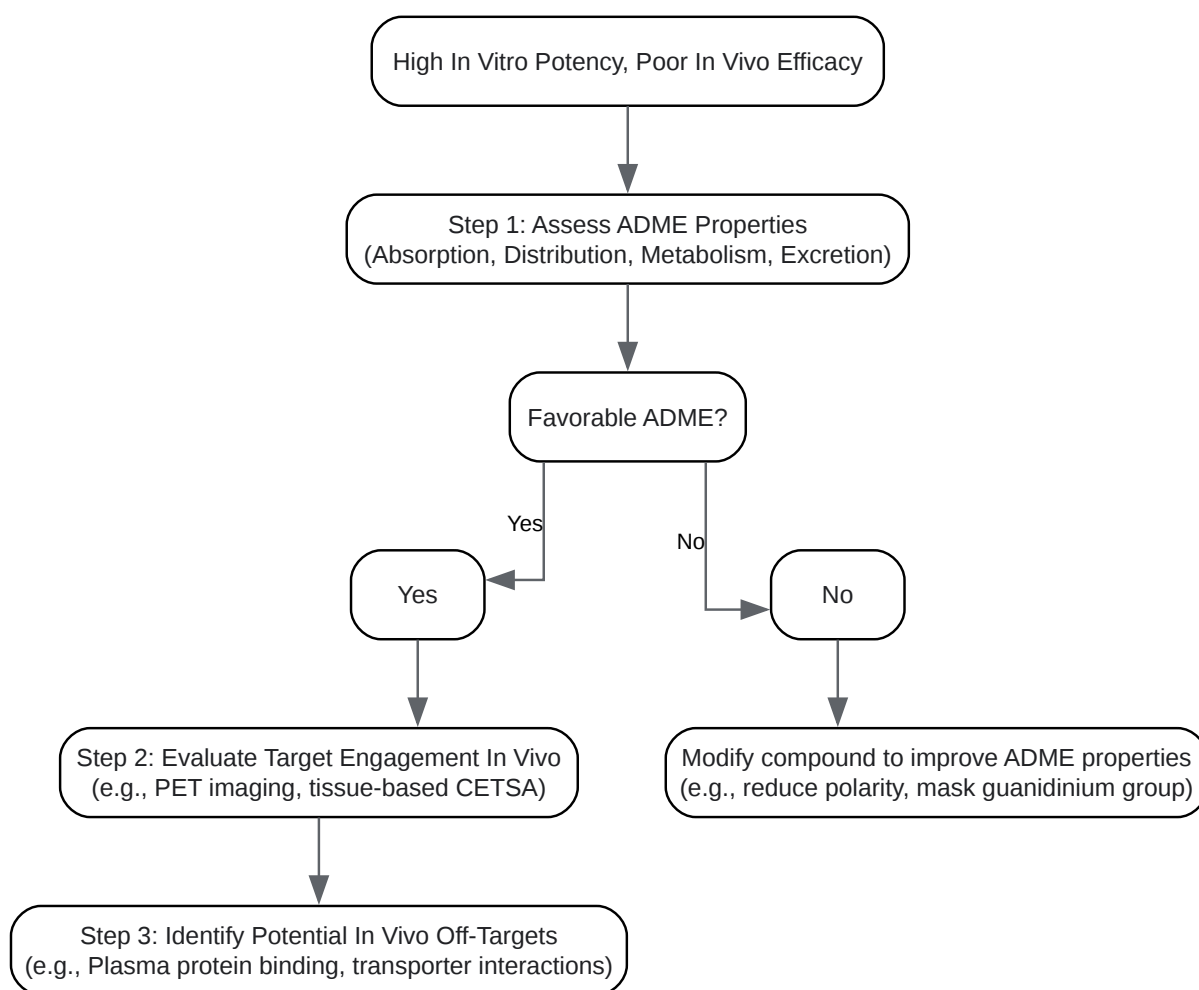 High In Vitro Potency, Poor In Vivo Efficacy
Step 1: Assess ADME Properties
(Absorption, Distribution, Metabolism, Excretion)
Favorable ADME?
Yes
No
Yes
No
Step 2: Evaluate Target Engagement In Vivo
(e.g., PET imaging, tissue-based CETSA)
Modify compound to improve ADME properties
(e.g., reduce polarity, mask guanidinium group)
Step 3: Identify Potential In Vivo Off-Targets
(e.g., Plasma protein binding, transporter interactions)